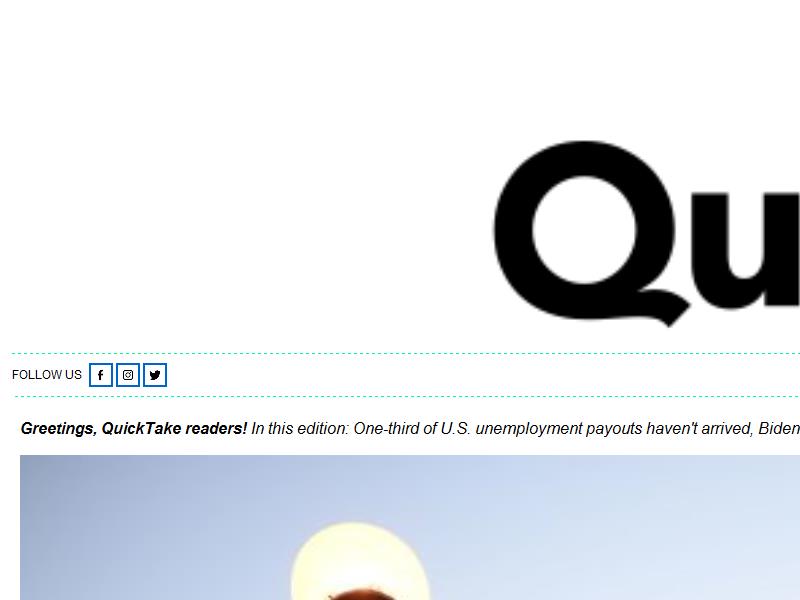 Qu
FOLLOW US
Greetings, QuickTake readers! In this edition: One-third of U.S. unemployment payouts haven't arrived, Biden